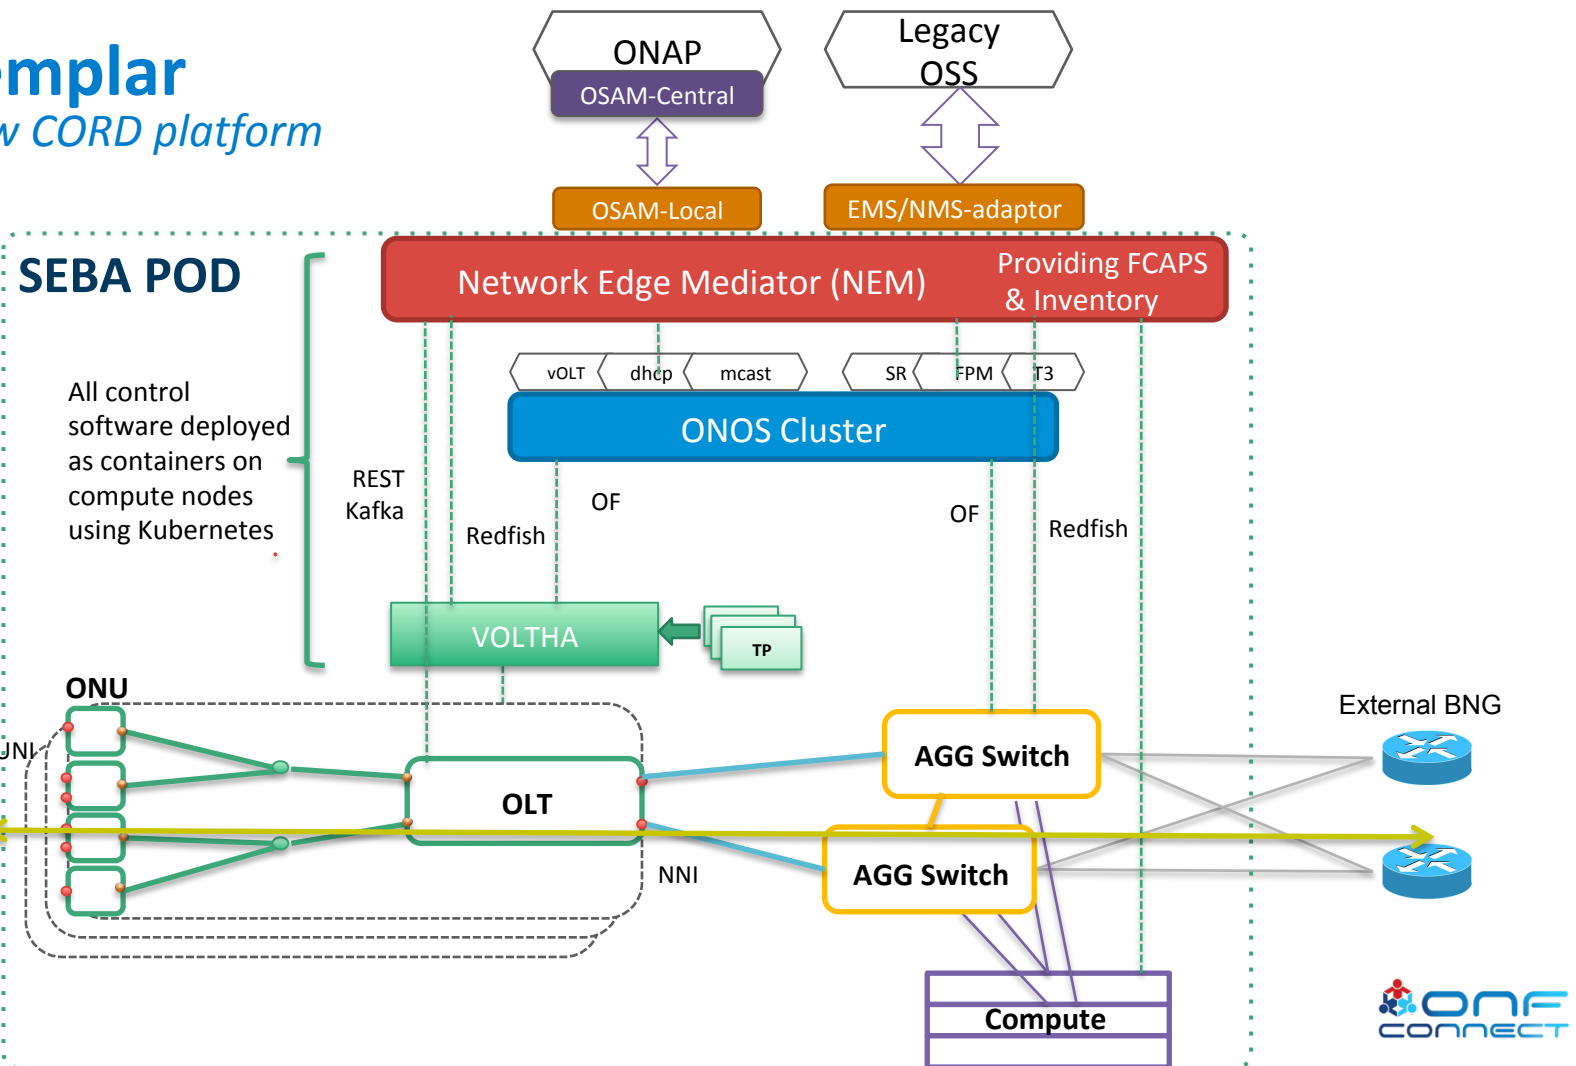 emplar
w CORD platform
ONAP
OSAM-Central
Legacy
OSS
OSAM-Local
EMS/NMS-adaptor
SEBA POD
Network Edge Mediator (NEM)
Providing FCAPS
& Inventory
vOLT
dhcp
mcast
SR
FPM
T3
ONOS Cluster
All control
software deployed
as containers on
compute nodes
using Kubernetes
REST
Kafka
Redfish
OF
OF
Redfish
VOLTHA
TP
ONU
UNI
OLT
NNI
AGG Switch
AGG Switch
External BNG
Compute
ONF
CONNECT